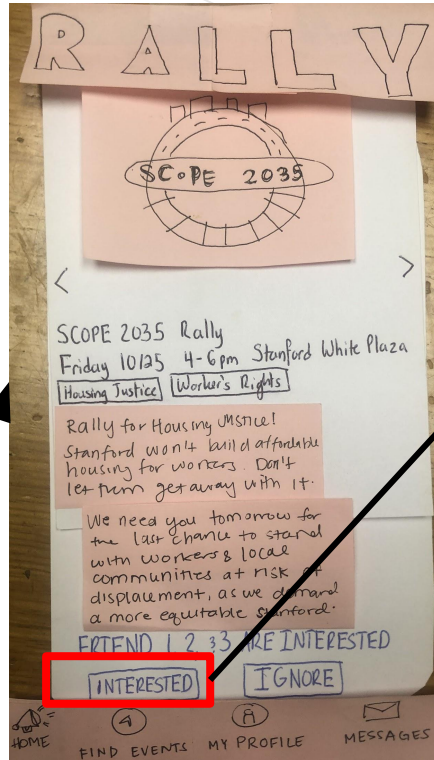 RALLY
SCOPE 2035
<
>
SCOPE 2035 Rally
Friday 10/25 4-6pm Stanford White Plaza
Housing Justice Worker's Rights
Rally for Housing Justice!
Stanford won't build affordable
housing for workers. Don't
let them get away with it.
We need you tomorrow for
the last chance to stand
with workers & local
communities at risk of
displacement, as we demand
a more equitable Stanford.
FRIEND 1, 2, &3 ARE INTERESTED
INTERESTED IGNORE
HOME FIND EVENTS MY PROFILE MESSAGES